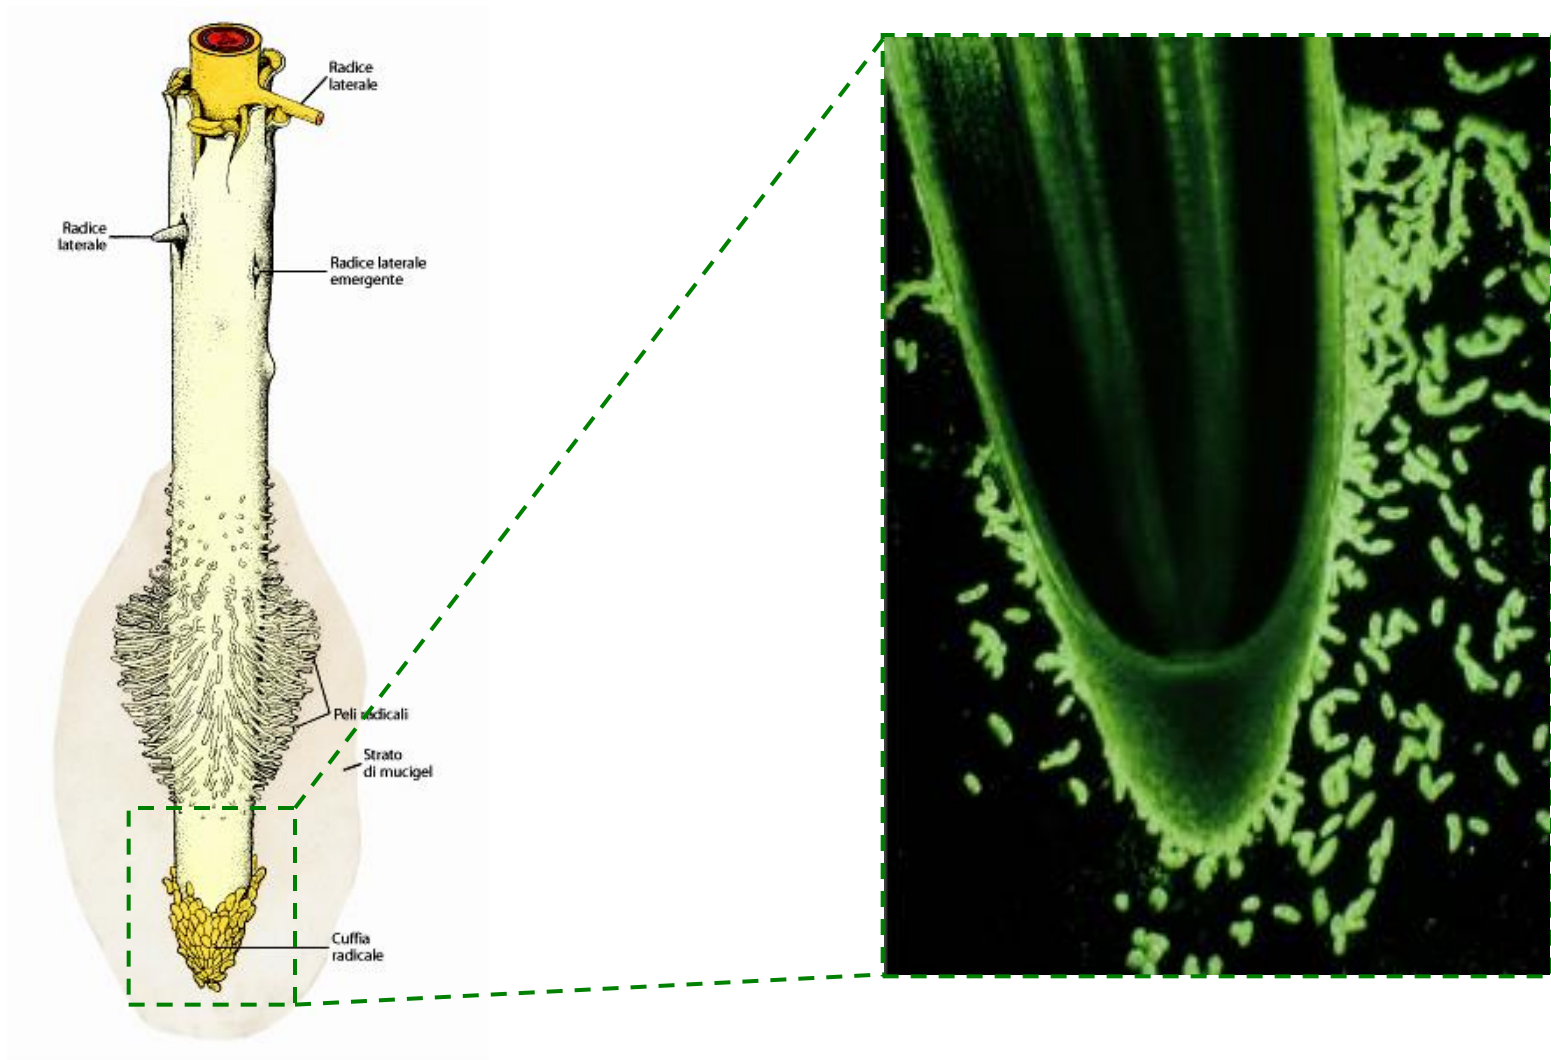 Radice
laterale
Radice
laterale
Radice laterale
emergente
Peli radicali
Strato
di mucigel
Cuffia
radicale